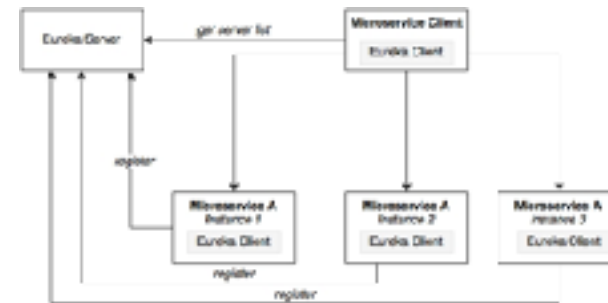 Eureka Server
get server list
Microservice Client
Eureka Client
register
Microservice A
Instance 1
Eureka Client
Microservice A
Instance 2
Eureka Client
Microservice A
Instance 3
Eureka Client
register
register